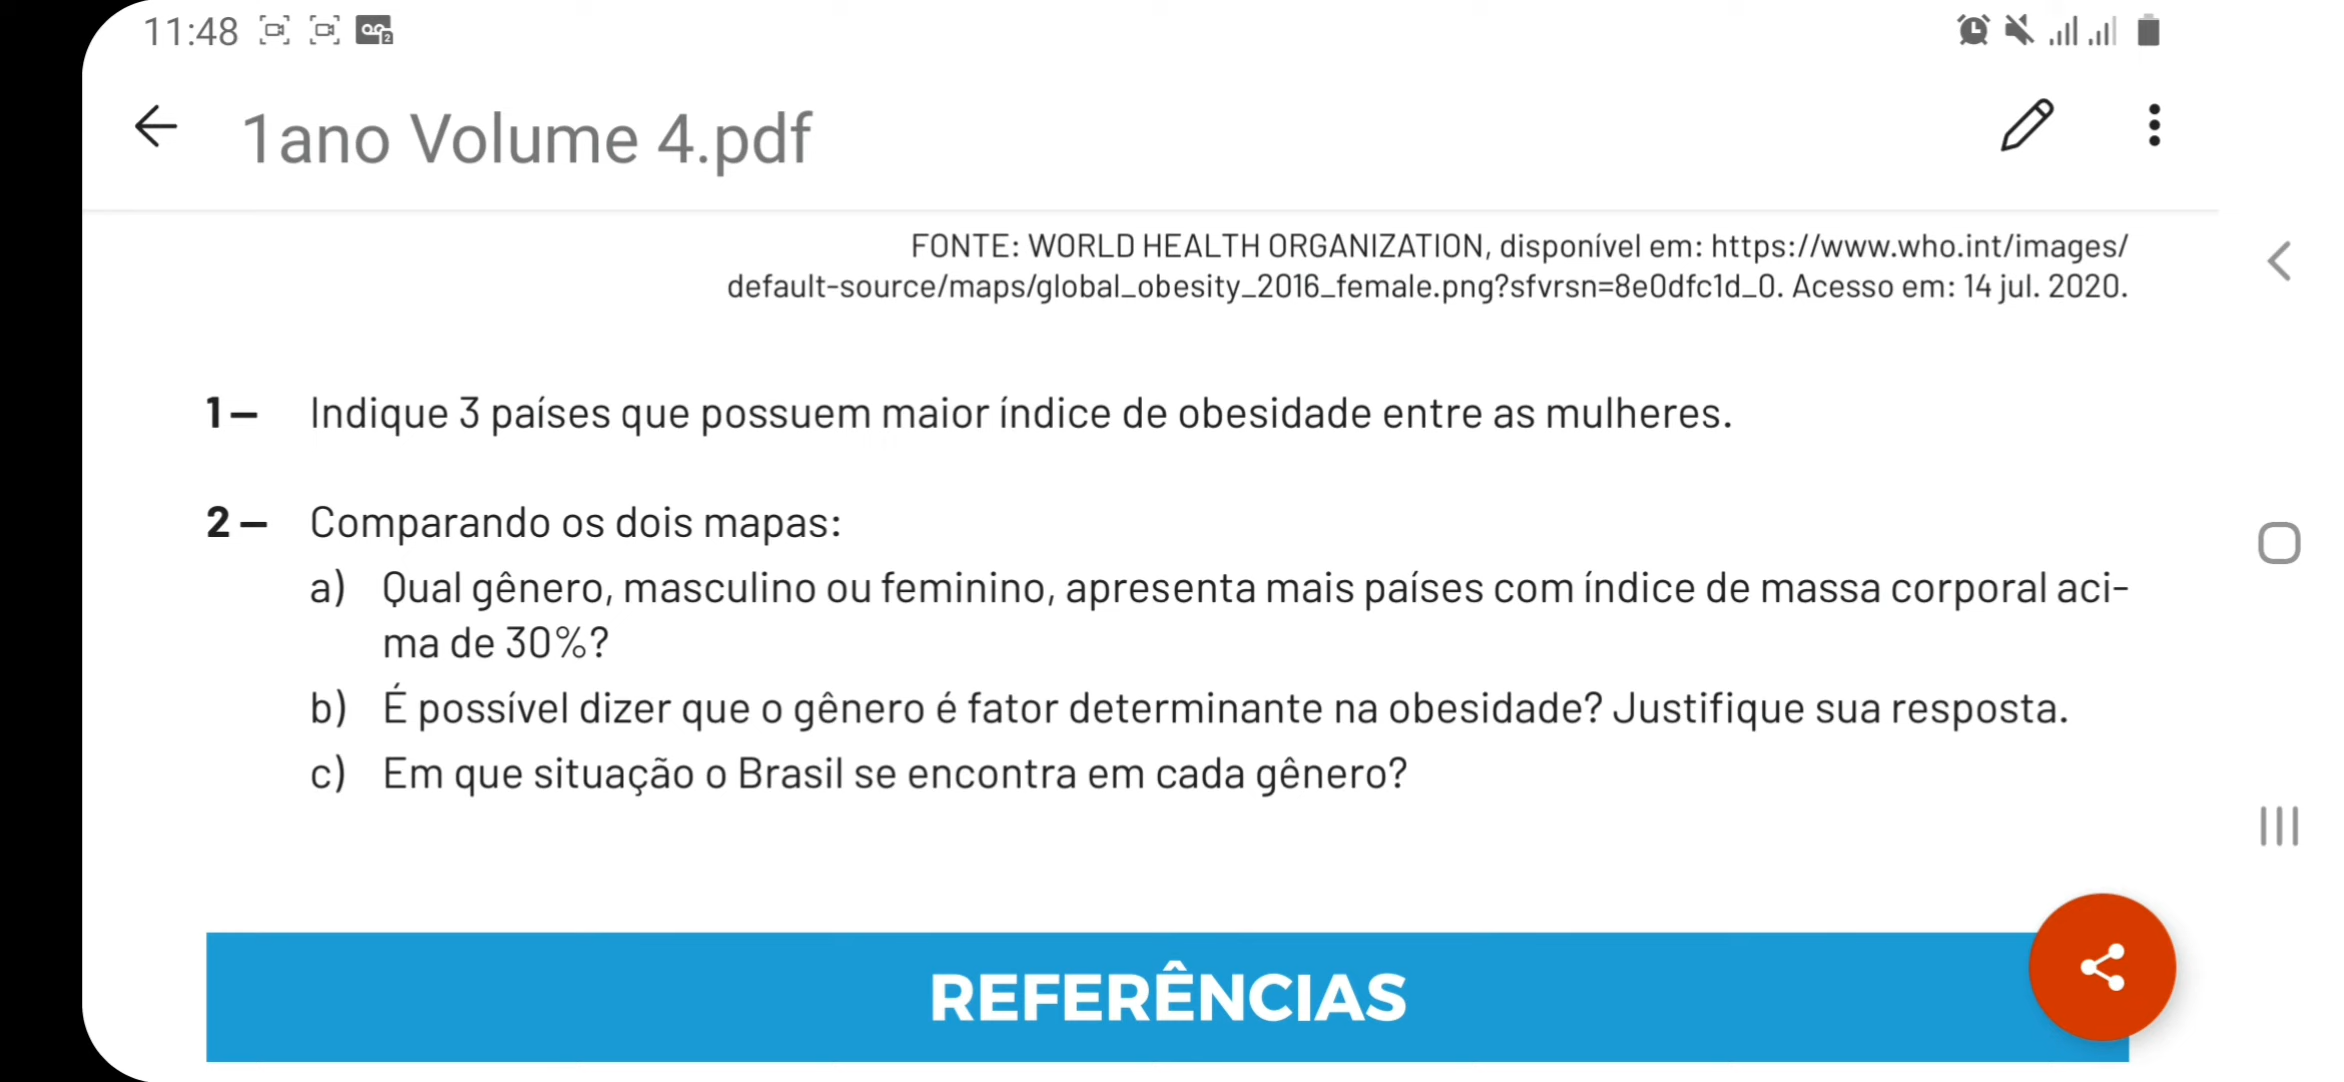 11:48
1ano Volume 4.pdf
FONTE: WORLD HEALTH ORGANIZATION, disponível em: https://www.who.int/images/
default-source/maps/global_obesity_2016_female.png?sfvrsn=8e0dfc1d_0. Acesso em: 14 jul. 2020.
1 — Indique 3 países que possuem maior índice de obesidade entre as mulheres.
2 — Comparando os dois mapas:
a) Qual gênero, masculino ou feminino, apresenta mais países com índice de massa corporal aci-
ma de 30%?
b) É possível dizer que o gênero é fator determinante na obesidade? Justifique sua resposta.
c) Em que situação o Brasil se encontra em cada gênero?
REFERÊNCIAS